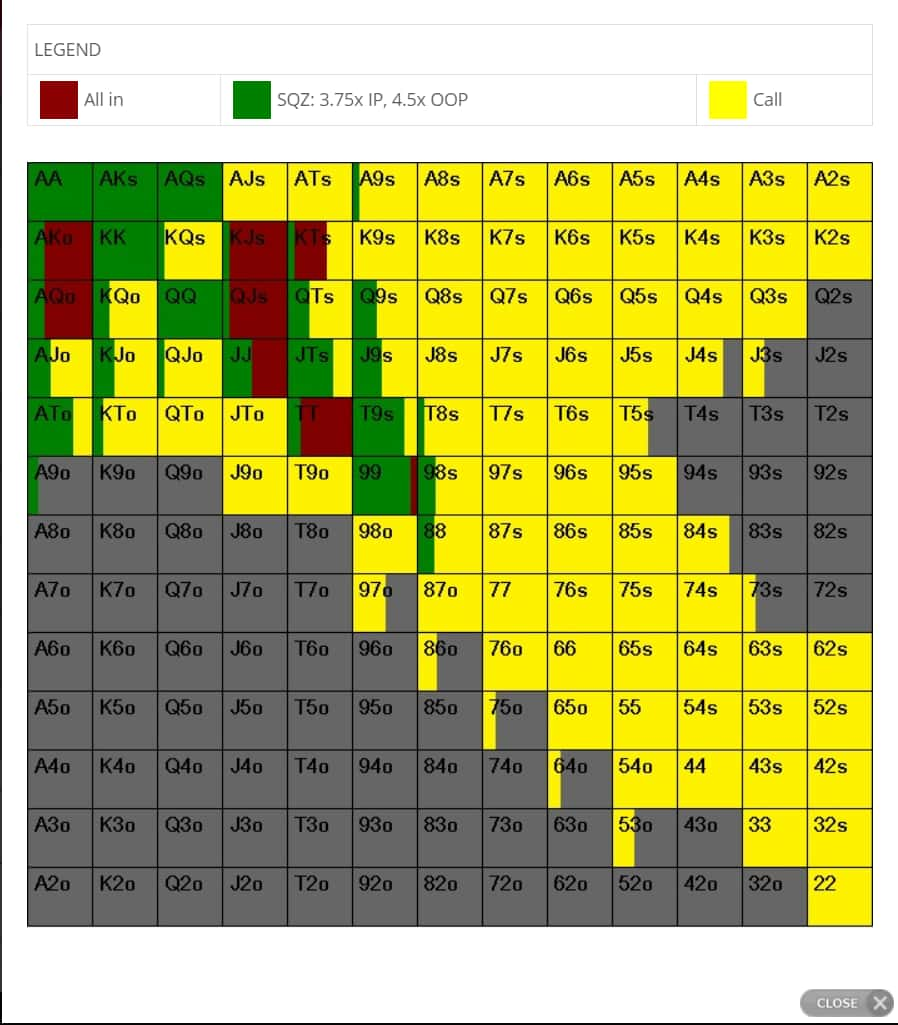 LEGEND
All in SQZ: 3.75x IP, 4.5x OOP Call
AA AKs AQs AJs ATs A9s A8s A7s A6s A5s A4s A3s A2s
AKo KK KQs KJs KTs K9s K8s K7s K6s K5s K4s K3s K2s
AQo KQo QQ QJs QTs Q9s Q8s Q7s Q6s Q5s Q4s Q3s Q2s
AJo KJo QJo JJ JTs J9s J8s J7s J6s J5s J4s J3s J2s
ATo KTo QTo JTo TT T9s T8s T7s T6s T5s T4s T3s T2s
A9o K9o Q9o J9o T9o 99 98s 97s 96s 95s 94s 93s 92s
A8o K8o Q8o J8o T8o 98o 88 87s 86s 85s 84s 83s 82s
A7o K7o Q7o J7o T7o 97o 87o 77 76s 75s 74s 73s 72s
A6o K6o Q6o J6o T6o 96o 86o 76o 66 65s 64s 63s 62s
A5o K5o Q5o J5o T5o 95o 85o 75o 65o 55 54s 53s 52s
A4o K4o Q4o J4o T4o 94o 84o 74o 64o 54o 44 43s 42s
A3o K3o Q3o J3o T3o 93o 83o 73o 63o 53o 43o 33 32s
A2o K2o Q2o J2o T2o 92o 82o 72o 62o 52o 42o 32o 22
CLOSE